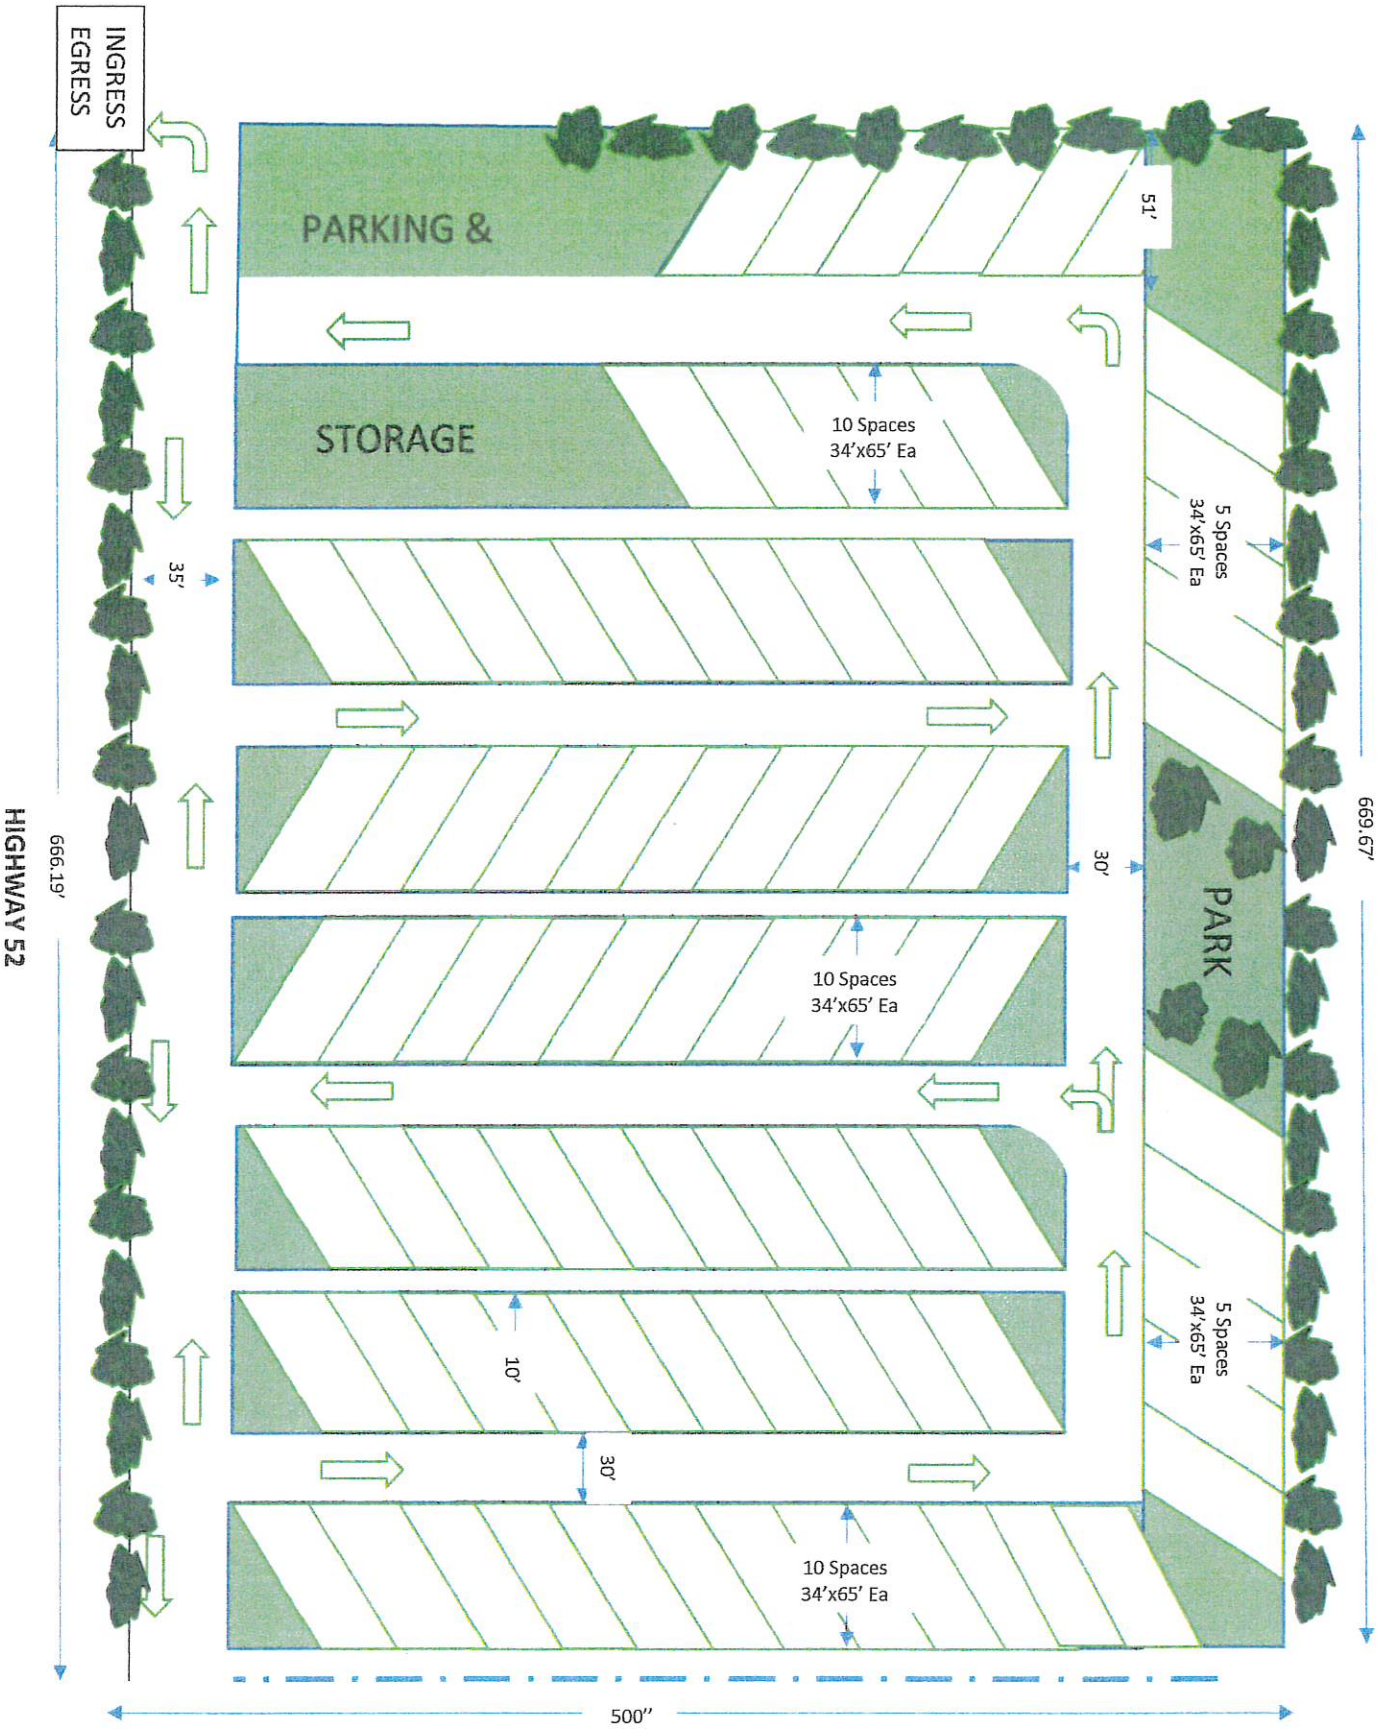 INGRESS
EGRESS
PARKING &
51'
10 Spaces
34'x65' Ea
STORAGE
5 Spaces
34'x65' Ea
35'
669.67'
666.19'
HIGHWAY 52
30'
PARK
10 Spaces
34'x65' Ea
5 Spaces
34'x65' Ea
10'
30'
10 Spaces
34'x65' Ea
500''